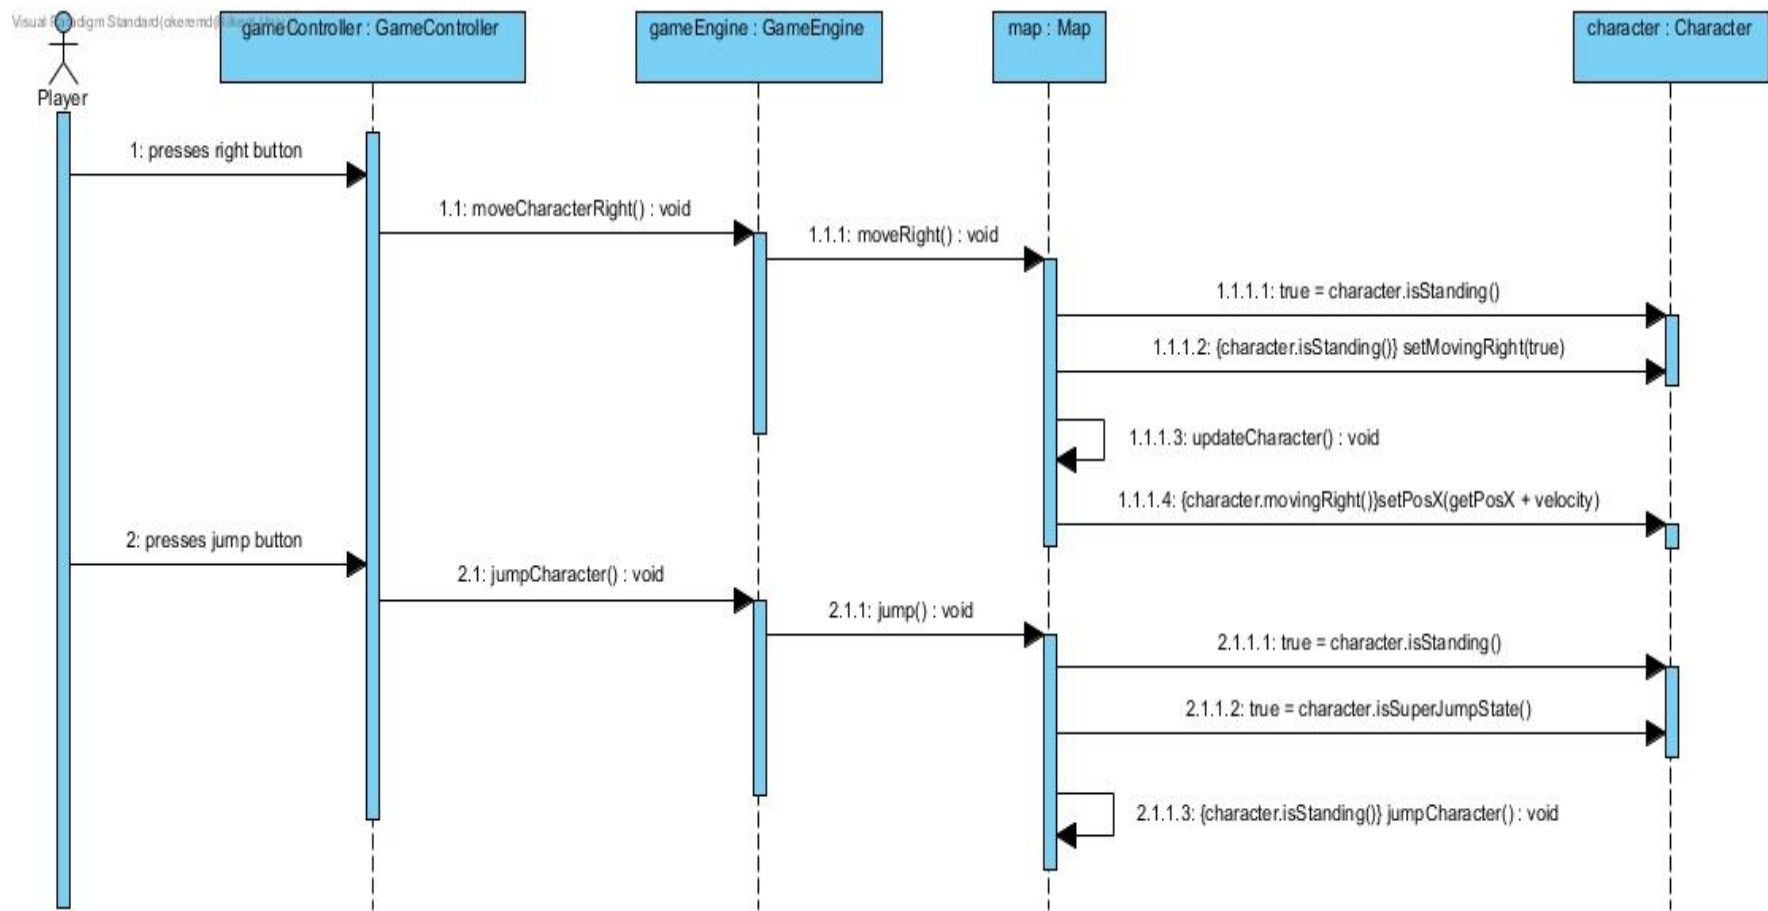 Visual Paradigm Standard(okeremd
gameController : GameController
gameEngine : GameEngine
map : Map
character : Character
Player
1: presses right button
1.1: moveCharacterRight() : void
1.1.1: moveRight() : void
1.1.1.1: true = character.isStanding()
1.1.1.2: {character.isStanding()} setMovingRight(true)
1.1.1.3: updateCharacter() : void
1.1.1.4: {character.movingRight()}setPosX(getPosX + velocity)
2: presses jump button
2.1: jumpCharacter() : void
2.1.1: jump() : void
2.1.1.1: true = character.isStanding()
2.1.1.2: true = character.isSuperJumpState()
2.1.1.3: {character.isStanding()} jumpCharacter() : void